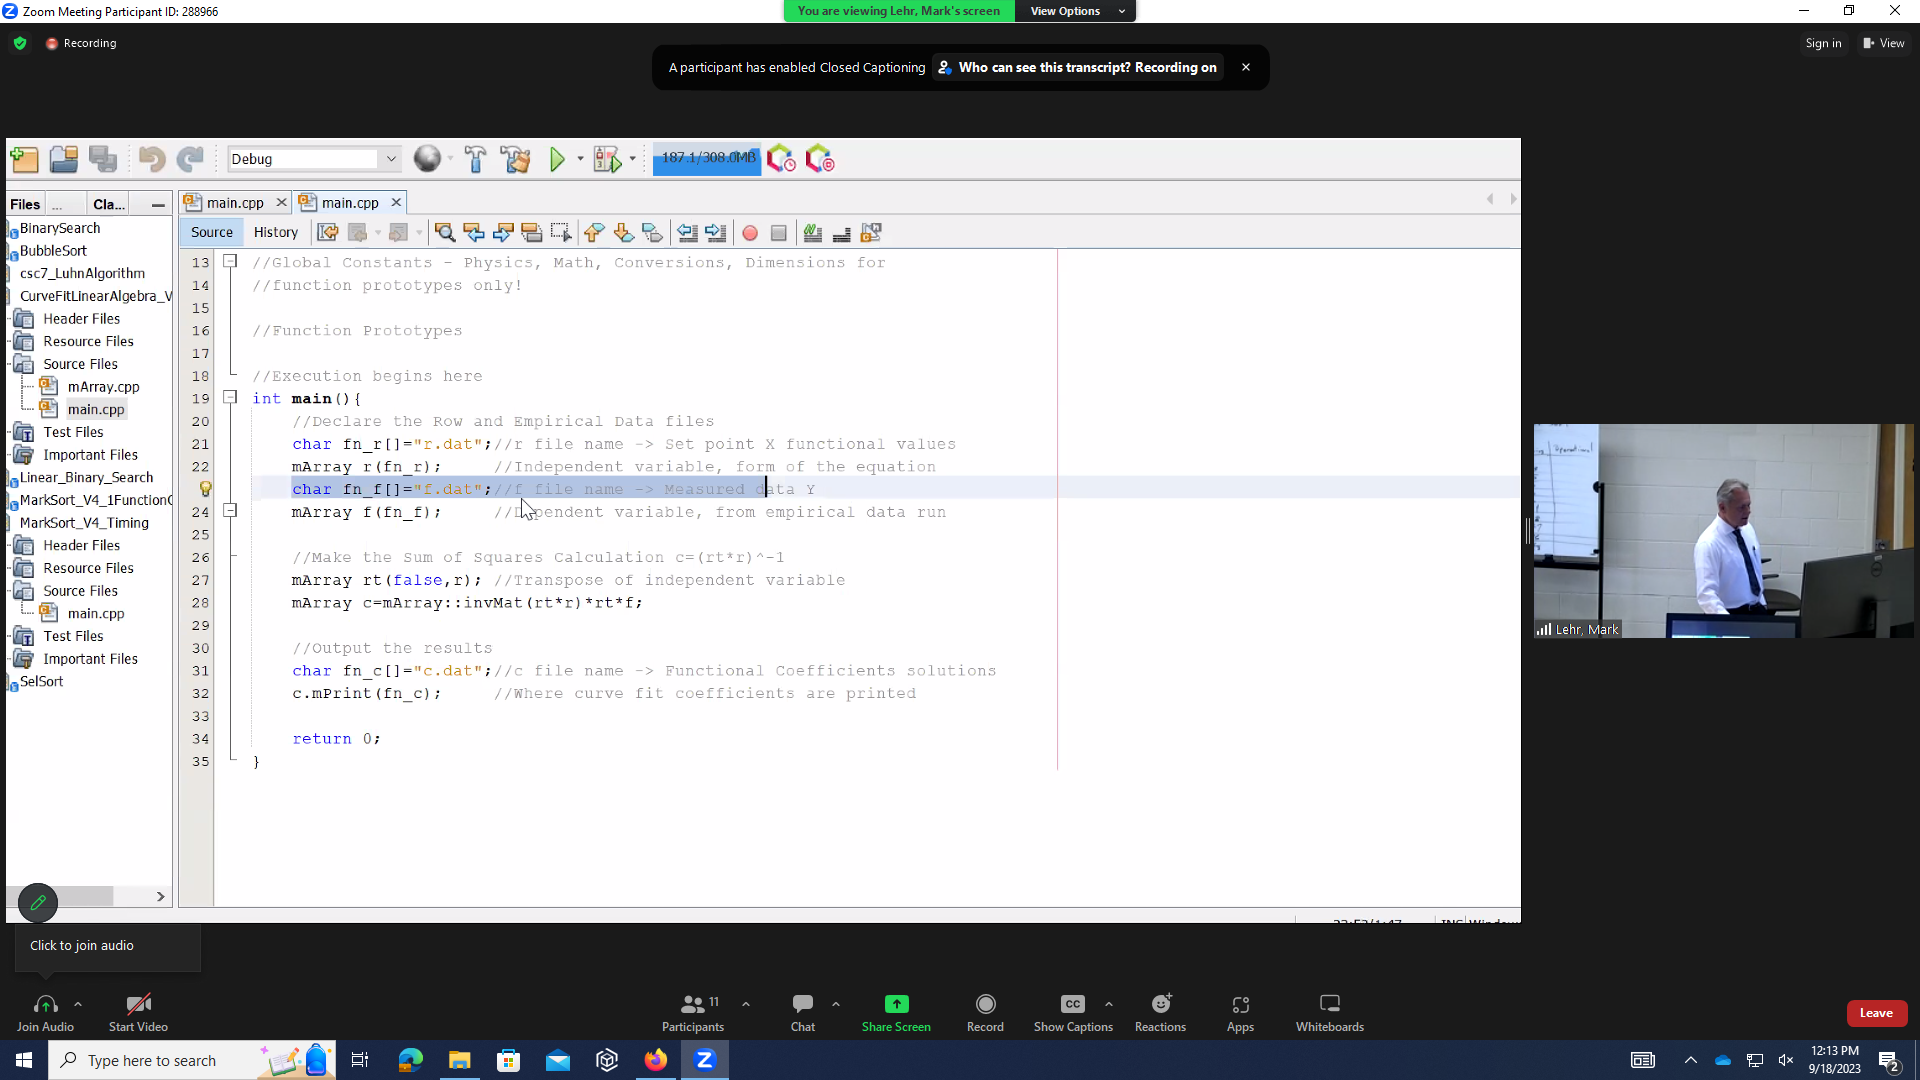 Zoom Meeting Participant ID: 288966
You are viewing Lehr, Mark's screen
View Options
Recording
A participant has enabled Closed Captioning
Who can see this transcript? Recording on
Sign in
View
Debug
187.1/308.0MB
Files
...
Cla...
main.cpp
main.cpp
Source
History
BinarySearch
BubbleSort
csc7_LuhnAlgorithm
CurveFitLinearAlgebra_V
Header Files
Resource Files
Source Files
mArray.cpp
main.cpp
Test Files
Important Files
Linear_Binary_Search
MarkSort_V4_1FunctionC
MarkSort_V4_Timing
Header Files
Resource Files
Source Files
main.cpp
Test Files
Important Files
SelSort
13 //Global Constants - Physics, Math, Conversions, Dimensions for
14 //function prototypes only!
15
16 //Function Prototypes
17
18 //Execution begins here
19 int main(){
20 //Declare the Row and Empirical Data files
21 char fn_r[]="r.dat";//r file name -> Set point X functional values
22 mArray r(fn_r); //Independent variable, form of the equation
char fn_f[]="f.dat";//f file name -> Measured data Y
24 mArray f(fn_f); //Dependent variable, from empirical data run
25
26 //Make the Sum of Squares Calculation c=(rt*r)^-1
27 mArray rt(false,r); //Transpose of independent variable
28 mArray c=mArray::invMat(rt*r)*rt*f;
29
30 //Output the results
31 char fn_c[]="c.dat";//c file name -> Functional Coefficients solutions
32 c.mPrint(fn_c); //Where curve fit coefficients are printed
33
34 return 0;
35 }
Lehr, Mark
Click to join audio
Join Audio
Start Video
Participants
11
Chat
Share Screen
Record
CC
Show Captions
Reactions
Apps
Whiteboards
Leave
Type here to search
12:13 PM
9/18/2023
2